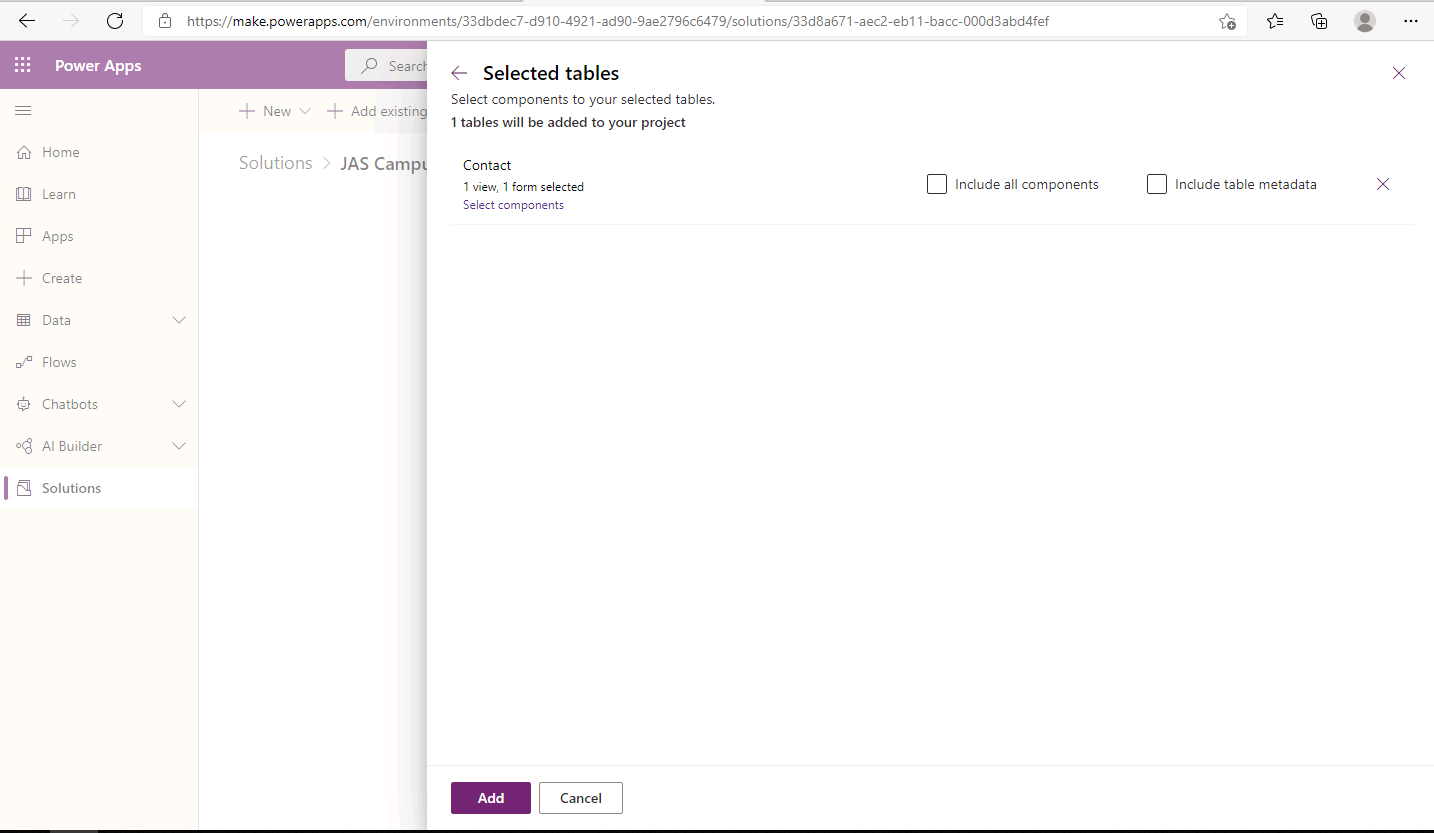 https://make.powerapps.com/environments/33dbdec7-d910-4921-ad90-9ae2796c6479/solutions/33d8a671-aec2-eb11-bacc-000d3abd4fef
Power Apps
Search
Selected tables
Select components to your selected tables.
1 tables will be added to your project
New
Add existing
Solutions > JAS Campu
Home
Learn
Apps
Create
Data
Flows
Chatbots
AI Builder
Solutions
Contact
1 view, 1 form selected
Select components
Include all components
Include table metadata
Add
Cancel